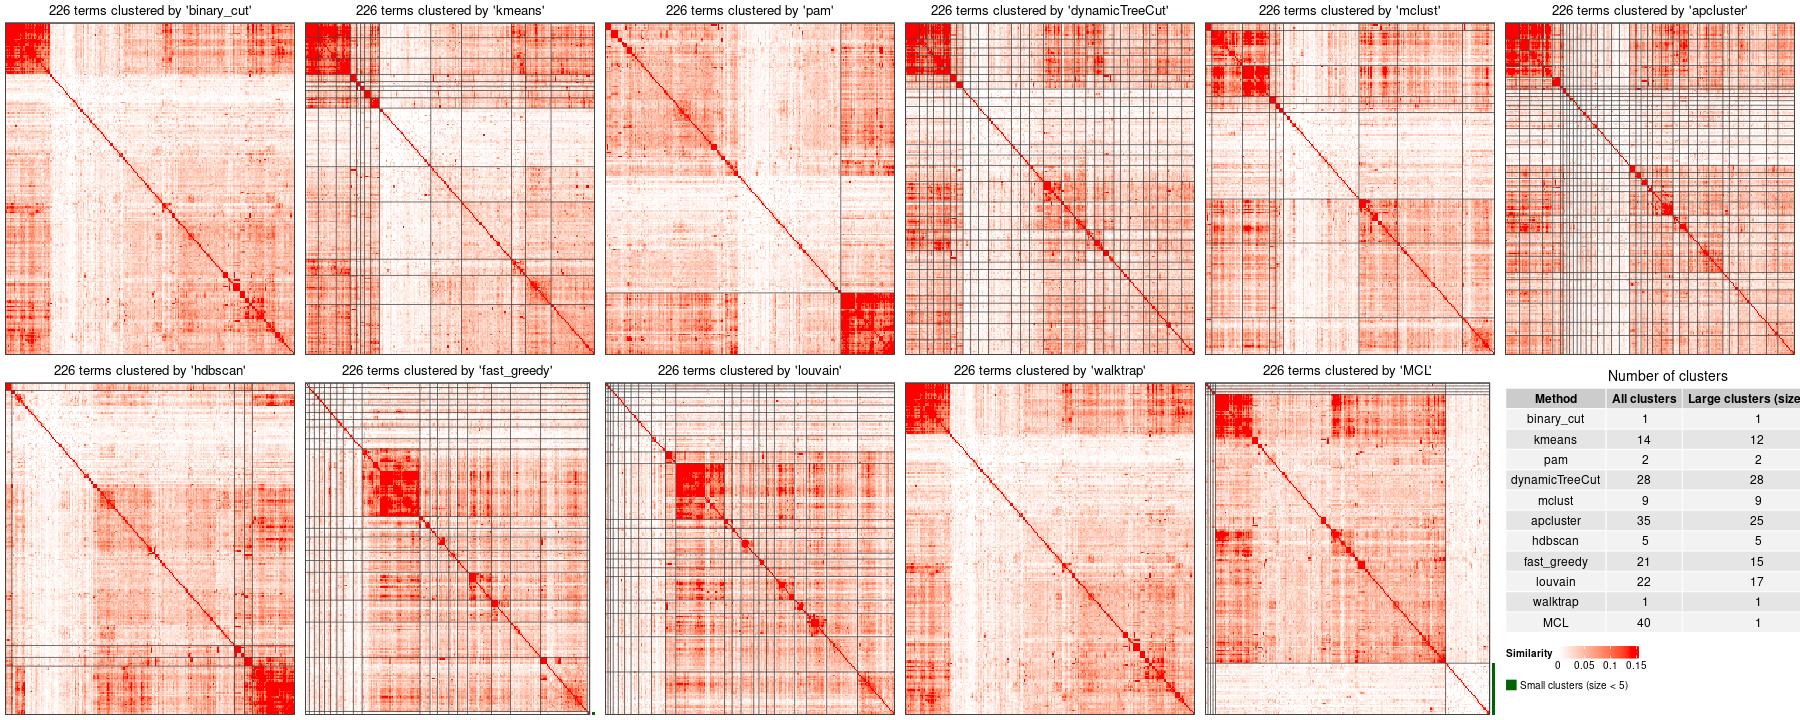 226 terms clustered by 'binary_cut'
226 terms clustered by 'kmeans'
226 terms clustered by 'pam'
226 terms clustered by 'dynamicTreeCut'
226 terms clustered by 'mclust'
226 terms clustered by 'apcluster'
226 terms clustered by 'hdbscan'
226 terms clustered by 'fast_greedy'
226 terms clustered by 'louvain'
226 terms clustered by 'walktrap'
226 terms clustered by 'MCL'
Number of clusters
Method All clusters Large clusters (size
binary_cut 1 1
kmeans 14 12
pam 2 2
dynamicTreeCut 28 28
mclust 9 9
apcluster 35 25
hdbscan 5 5
fast_greedy 21 15
louvain 22 17
walktrap 1 1
MCL 40 1
Similarity
0 0.05 0.1 0.15
Small clusters (size < 5)